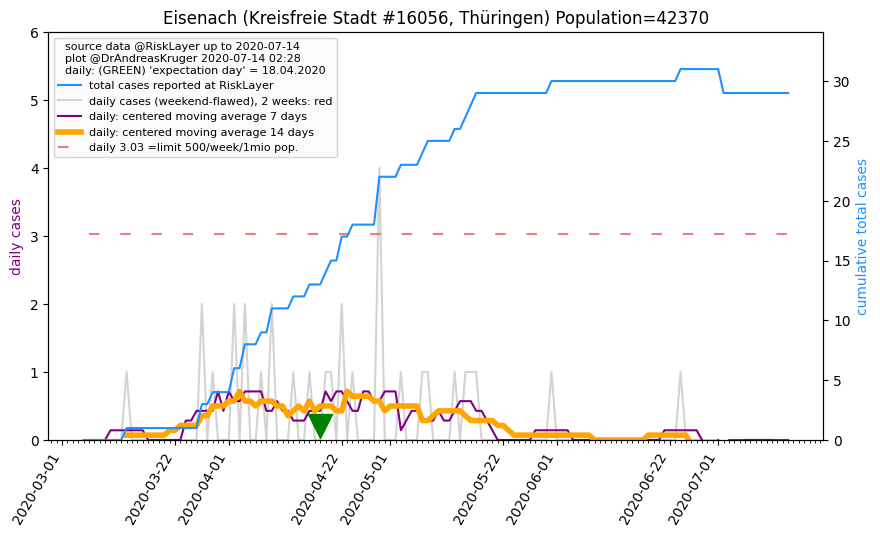 Eisenach (Kreisfreie Stadt #16056, Thüringen) Population=42370
source data @RiskLayer up to 2020-07-14
plot @DrAndreasKruger 2020-07-14 02:28
daily: (GREEN) 'expectation day' = 18.04.2020
total cases reported at RiskLayer
daily cases (weekend-flawed), 2 weeks: red
daily: centered moving average 7 days
daily: centered moving average 14 days
daily 3.03 =limit 500/week/1mio pop.
daily cases
6
5
4
3
2
1
0
30
25
20
15
10
5
0
cumulative total cases
2020-03-01
2020-03-22
2020-04-01
2020-04-22
2020-05-01
2020-05-22
2020-06-01
2020-06-22
2020-07-01